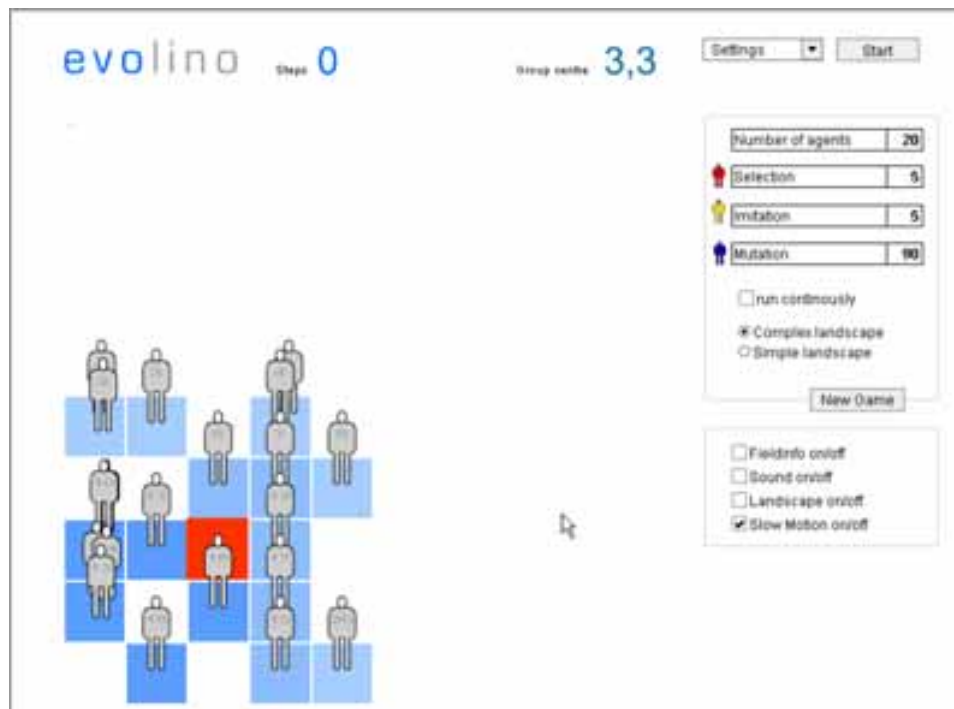 evolino
Steps 0
Group centre 3,3
Settings
Start
Number of agents 20
Selection 5
Imitation 5
Mutation 90
run continously
Complex landscape
Simple landscape
New Game
Fieldinfo on/off
Sound on/off
Landscape on/off
Slow Motion on/off